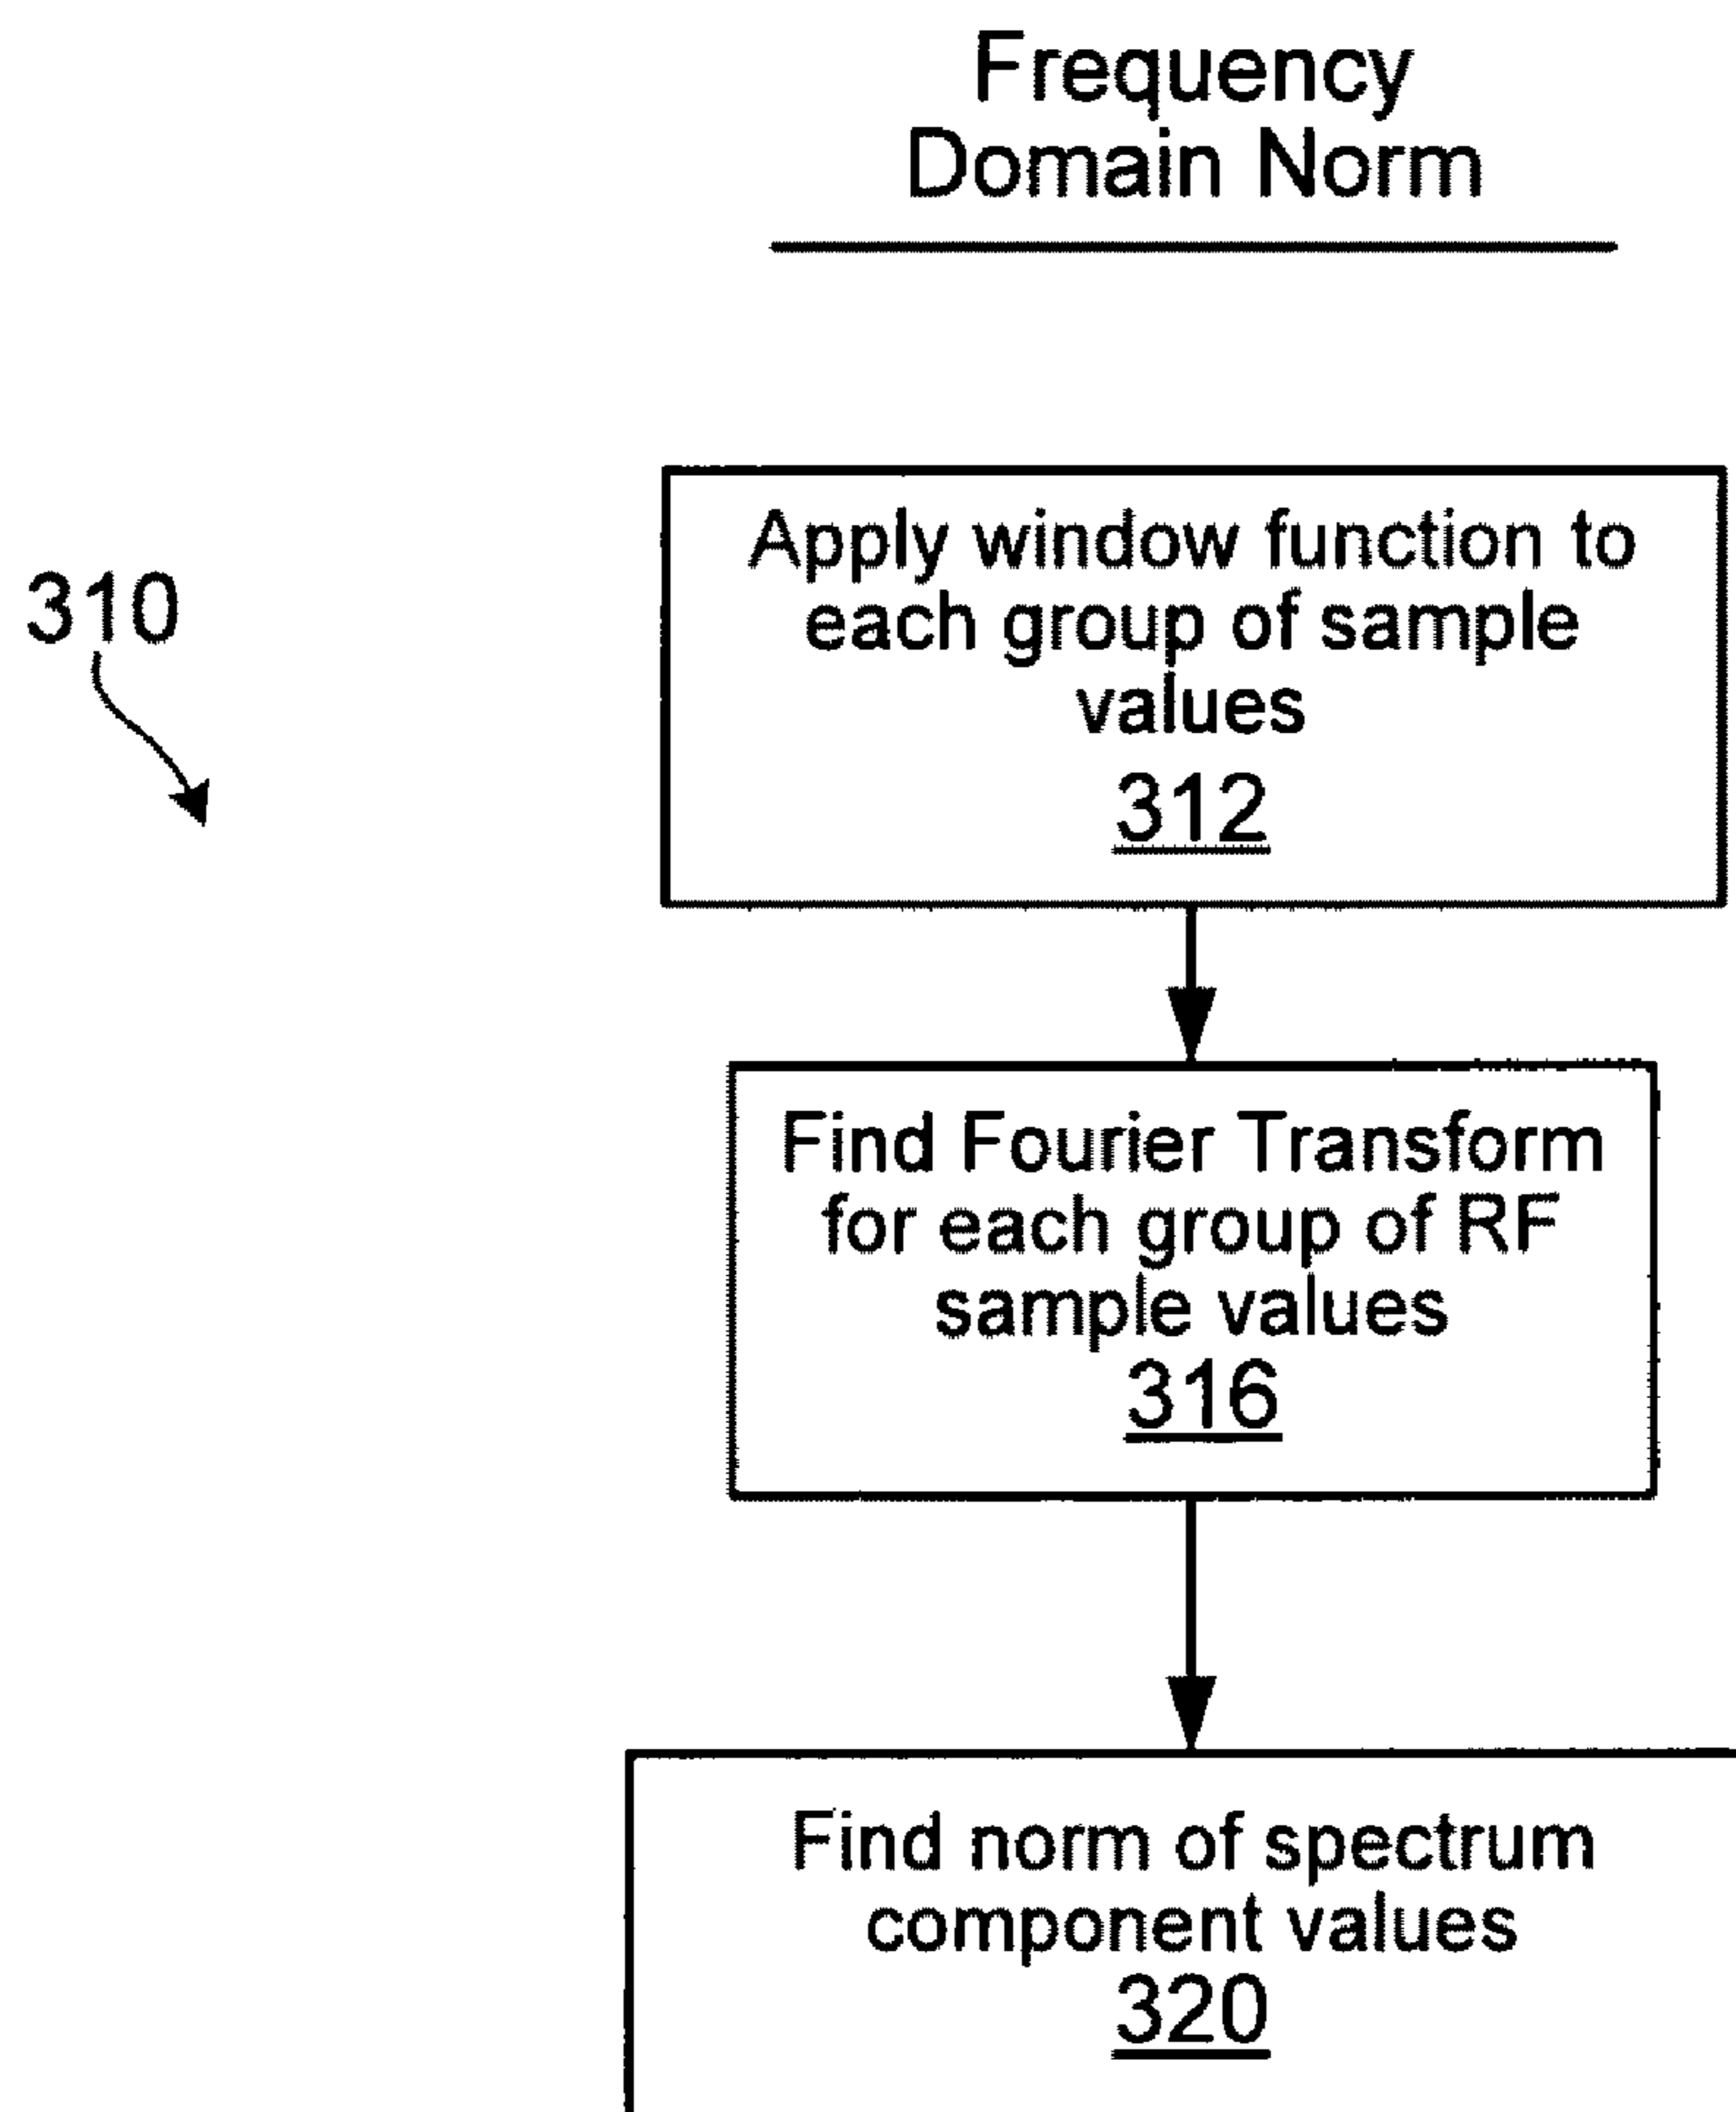 Frequency
Domain Norm
310
Apply window function to
each group of sample
values
312
Find Fourier Transform
for each group of RF
sample values
316
Find norm of spectrum
component values
320